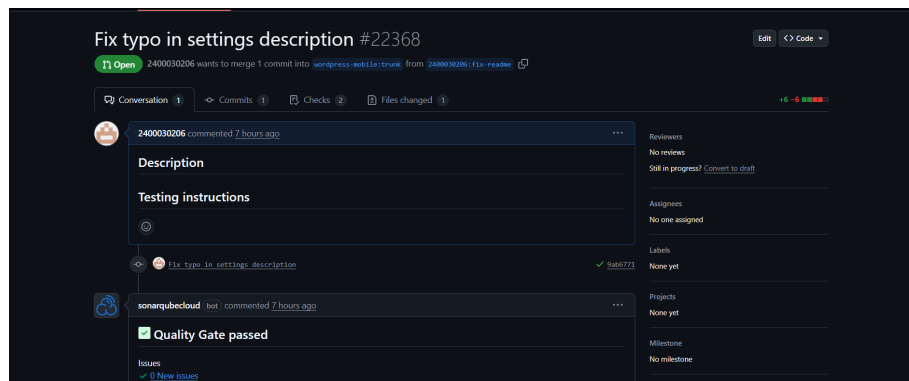 Fix typo in settings description #22368
Edit
<> Code
Open
2400030206 wants to merge 1 commit into wordpress-mobile:trunk from 2400030206:fix-readme
Conversation 1
Commits 1
Checks 2
Files changed 1
+6 −6
2400030206 commented 7 hours ago
Description
Testing instructions
Fix typo in settings description
9ab6771
sonarqubecloud bot commented 7 hours ago
Quality Gate passed
Issues
0 New issues
Reviewers
No reviews
Still in progress? Convert to draft
Assignees
No one assigned
Labels
None yet
Projects
None yet
Milestone
No milestone